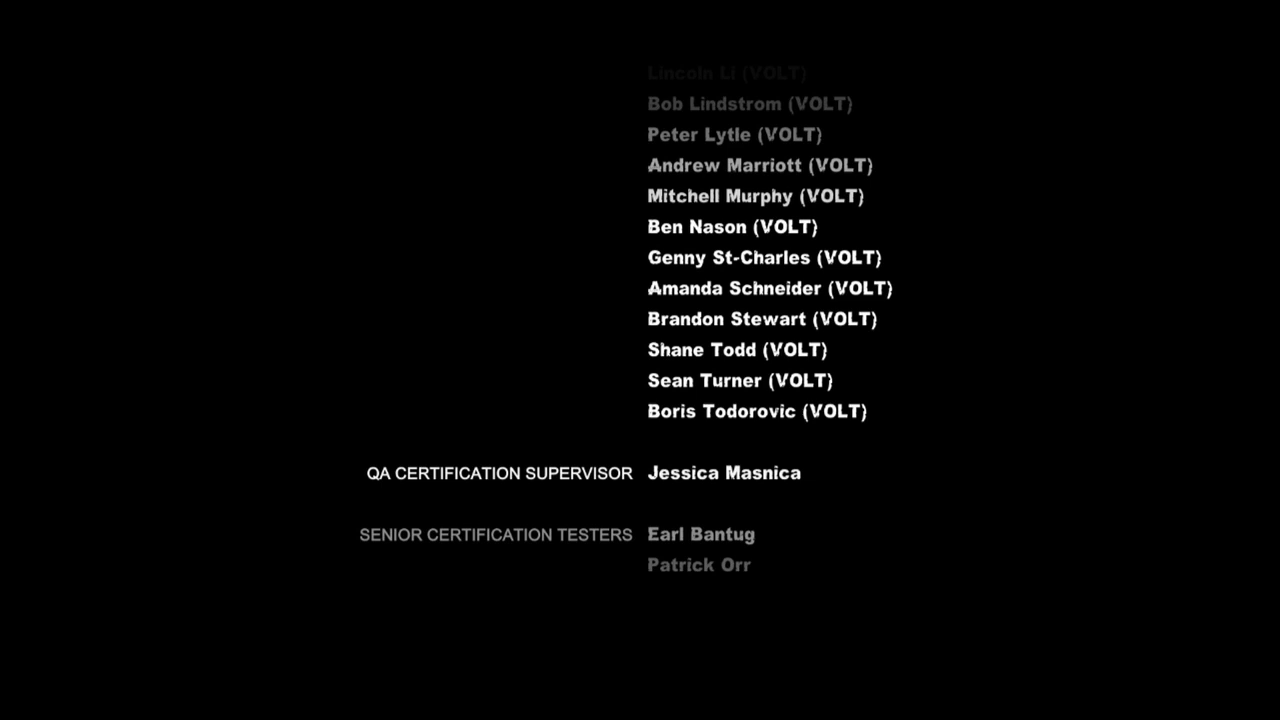 Lincoln Li (VOLT)
Bob Lindstrom (VOLT)
Peter Lytle (VOLT)
Andrew Marriott (VOLT)
Mitchell Murphy (VOLT)
Ben Nason (VOLT)
Genny St-Charles (VOLT)
Amanda Schneider (VOLT)
Brandon Stewart (VOLT)
Shane Todd (VOLT)
Sean Turner (VOLT)
Boris Todorovic (VOLT)
QA CERTIFICATION SUPERVISOR Jessica Masnica
SENIOR CERTIFICATION TESTERS Earl Bantug
Patrick Orr